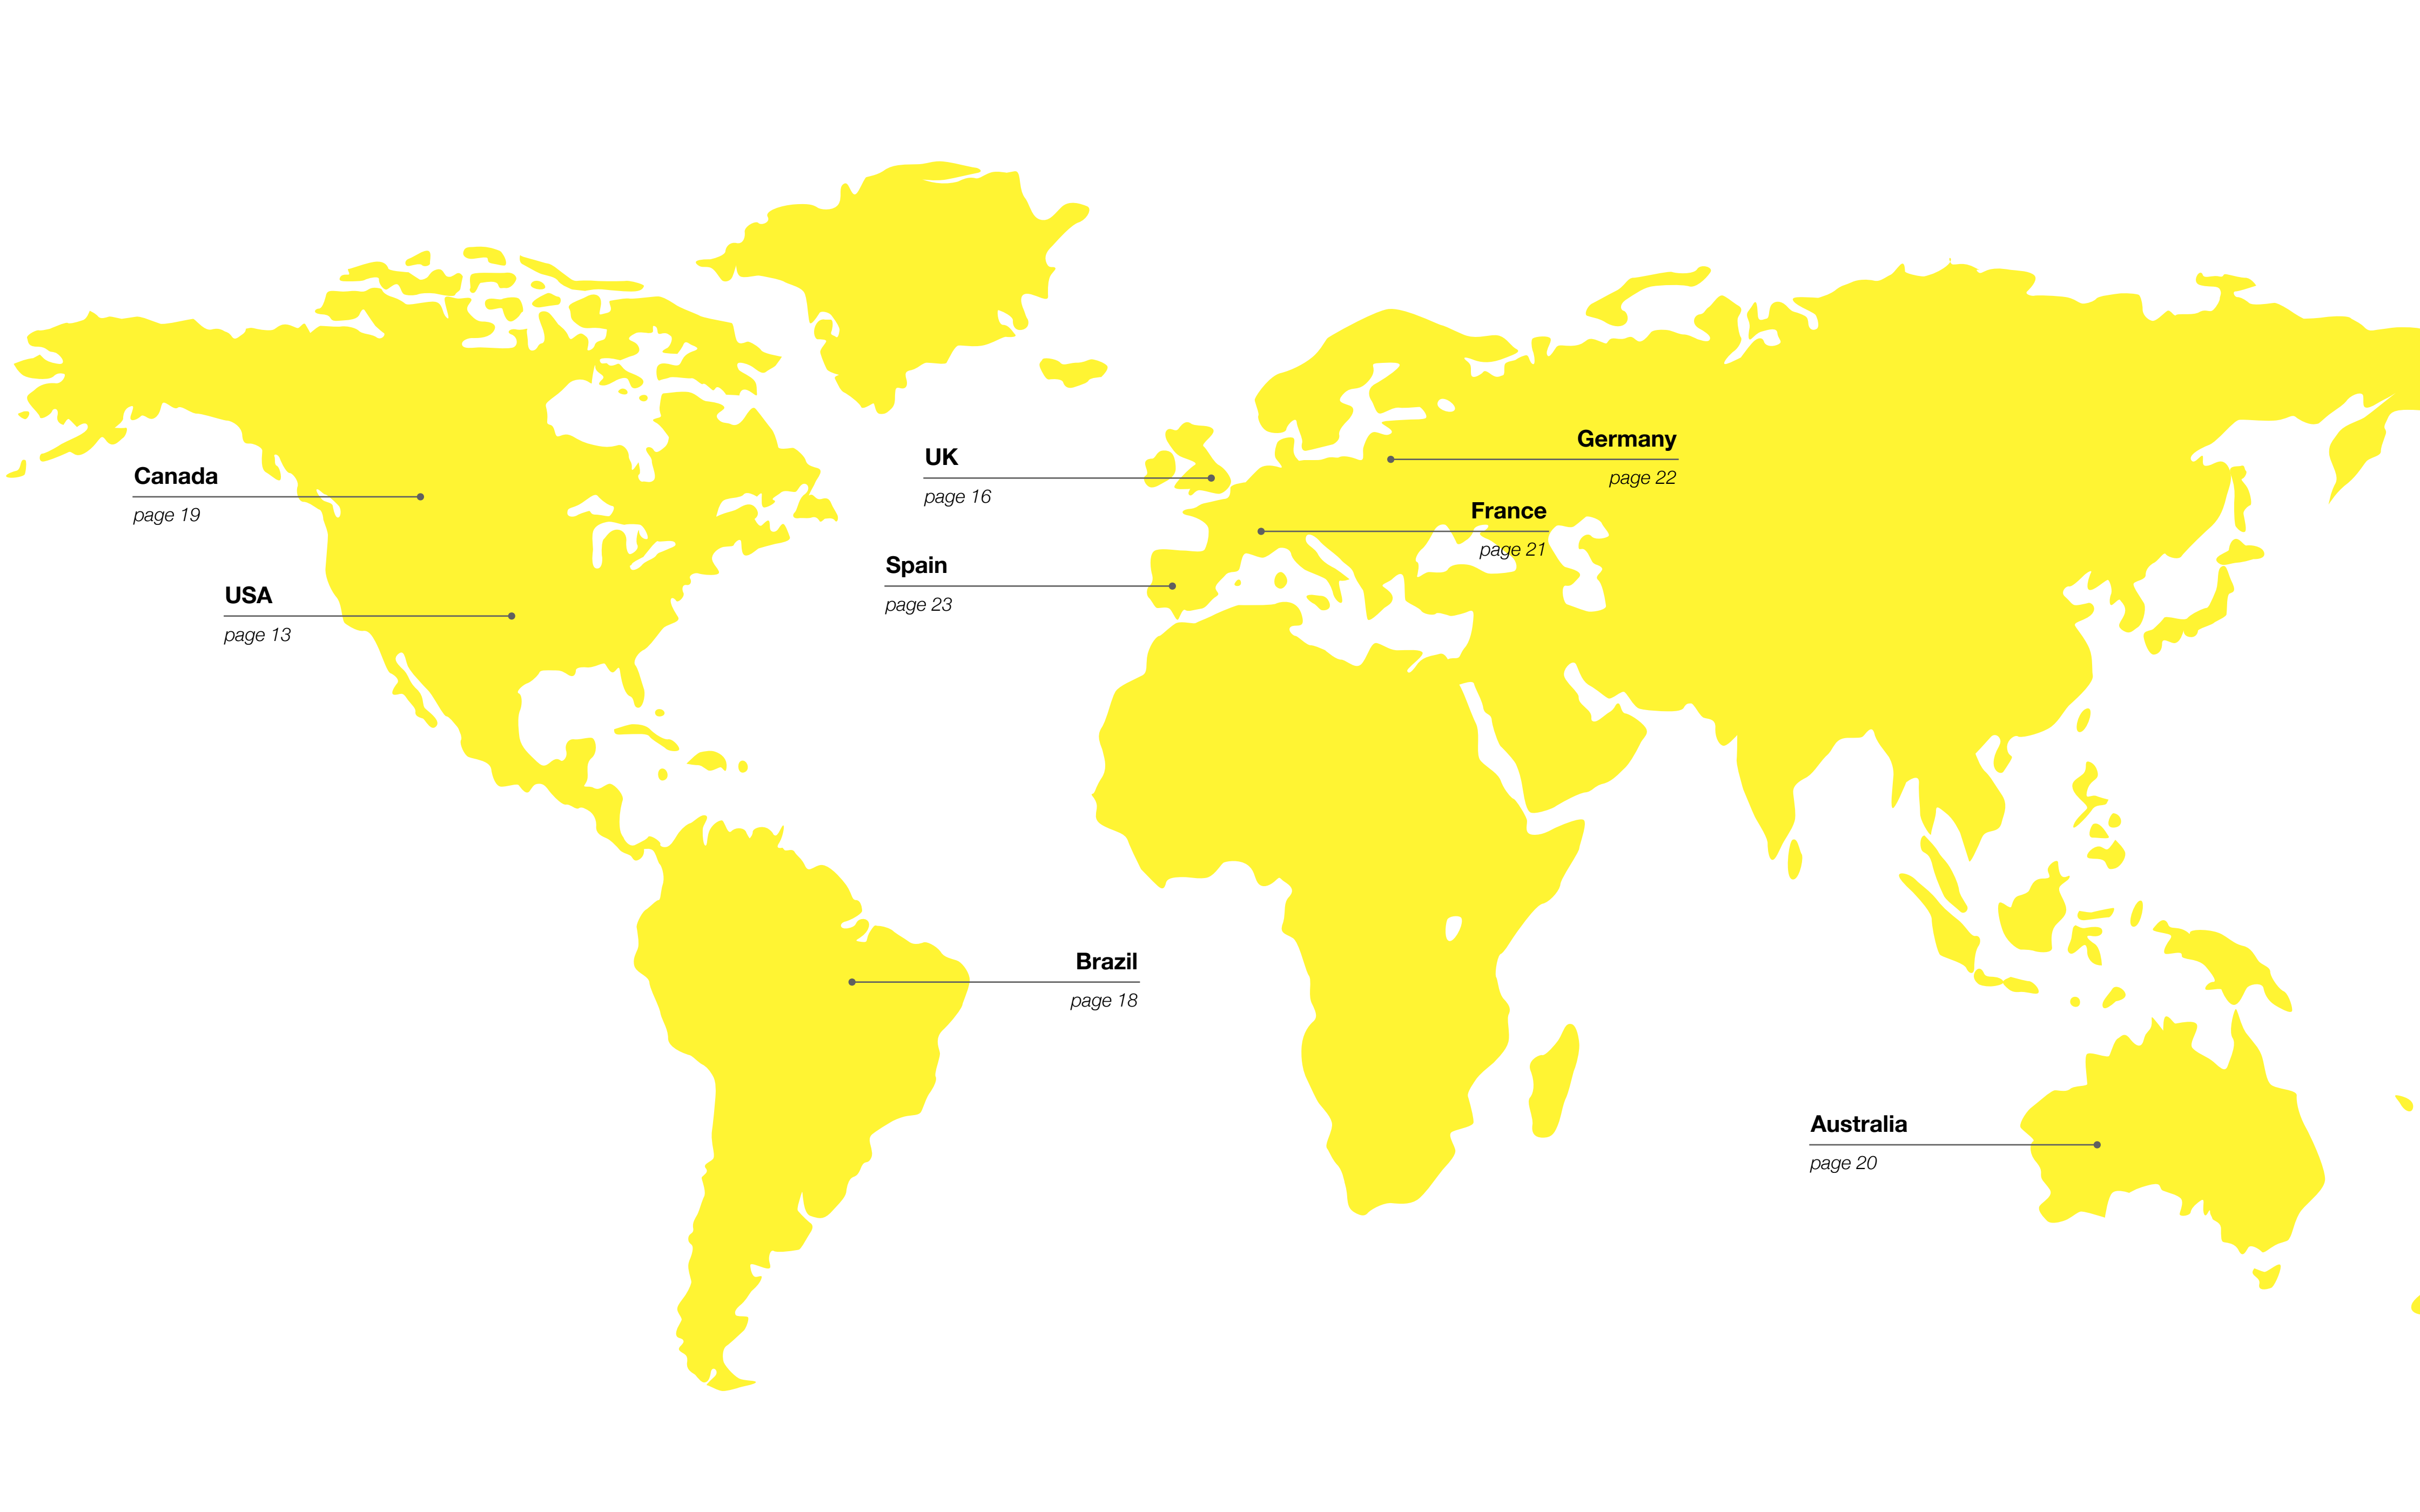 Germany
page 22
UK
page 16
Canada
page 19
France
page 21
Spain
page 23
USA
page 13
Brazil
page 18
Australia
page 20